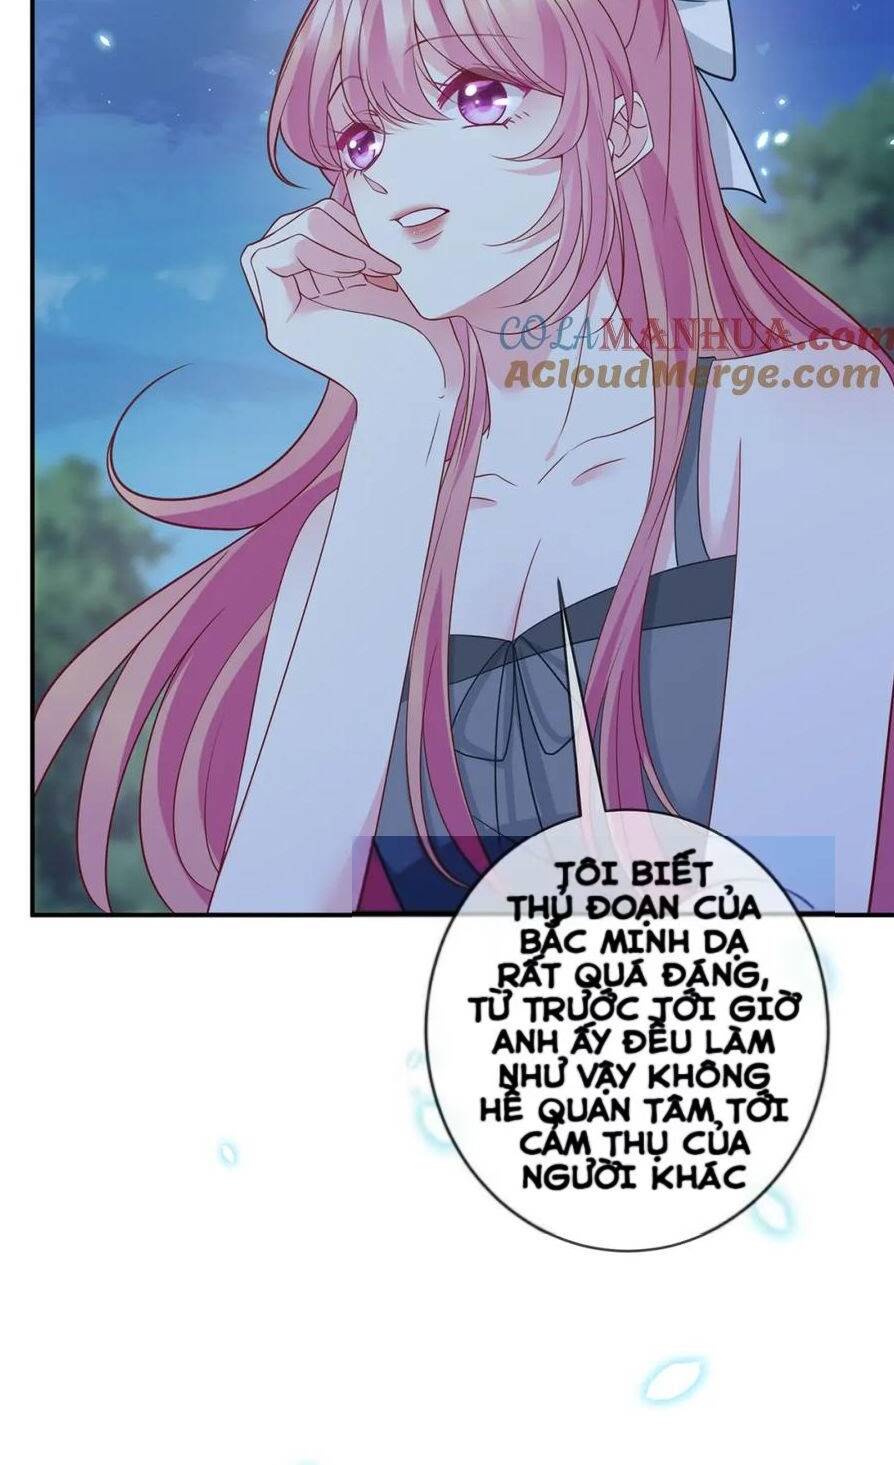 COLAMANHUA.com
ACloudMerge.com
TÔI BIẾT
THỦ ĐOẠN CỦA
BẮC MINH DẠ
RẤT QUÁ ĐÁNG,
TỪ TRƯỚC TỚI GIỜ
ANH ẤY ĐỀU LÀM
NHƯ VẬY KHÔNG
HỀ QUAN TÂM TỚI
CẢM THỤ CỦA
NGƯỜI KHÁC